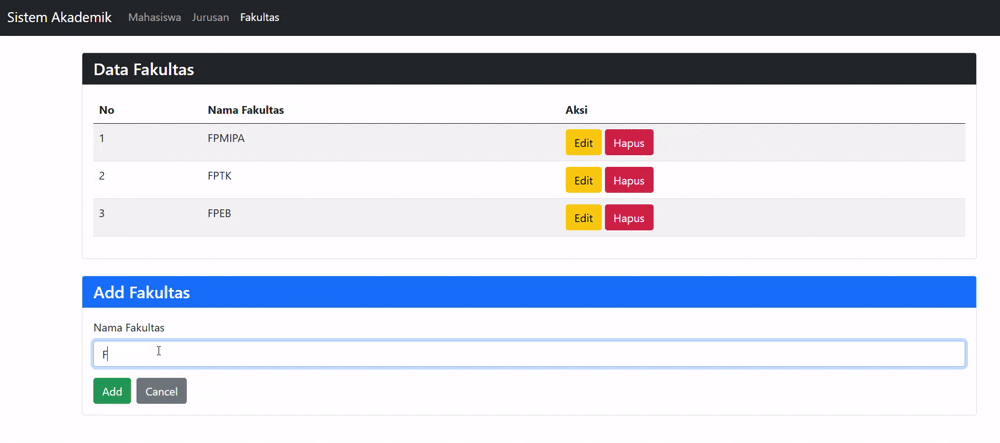 Sistem Akademik Mahasiswa Jurusan Fakultas
Data Fakultas
No Nama Fakultas Aksi
1 FPMIPA Edit Hapus
2 FPTK Edit Hapus
3 FPEB Edit Hapus
Add Fakultas
Nama Fakultas
F
Add Cancel